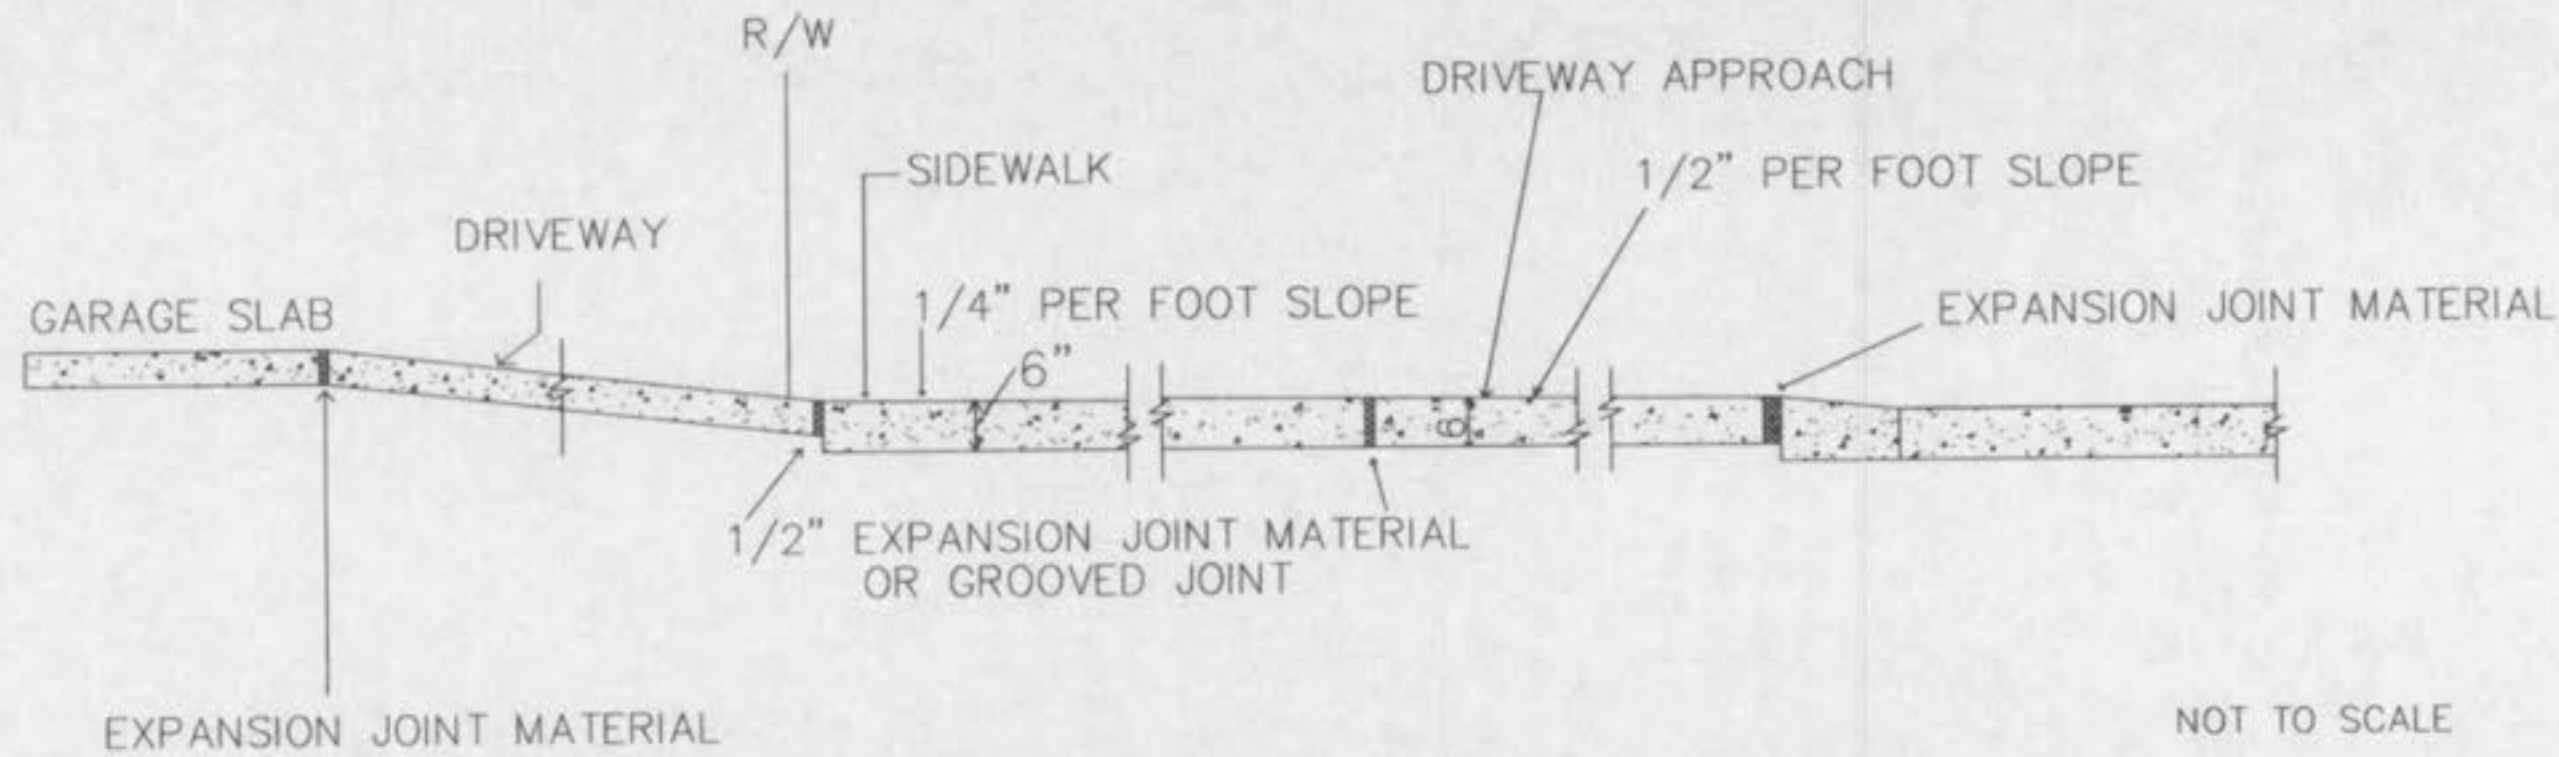 R/W
DRIVEWAY APPROACH
SIDEWALK
1/2" PER FOOT SLOPE
DRIVEWAY
GARAGE SLAB
1/4" PER FOOT SLOPE
EXPANSION JOINT MATERIAL
6"
6
1/2" EXPANSION JOINT MATERIAL
OR GROOVED JOINT
EXPANSION JOINT MATERIAL
NOT TO SCALE